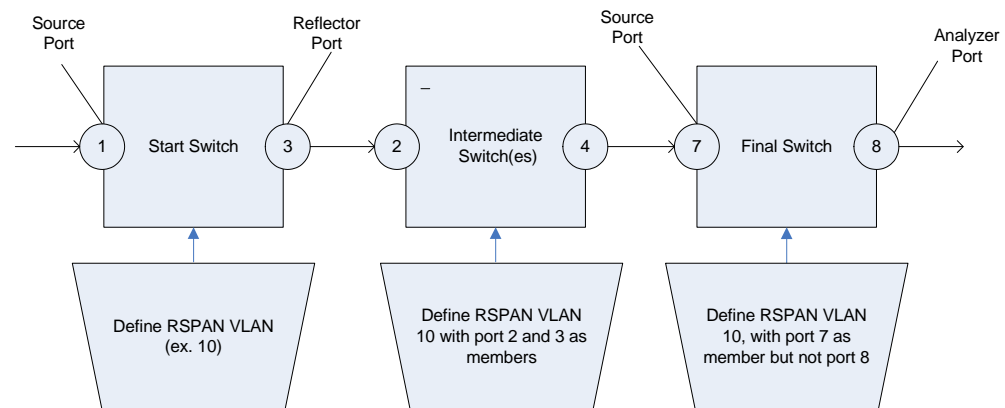 Source
Port
Reflector
Port
Source
Port
Analyzer
Port
1
Start Switch
3
2
–
Intermediate
Switch(es)
4
7
Final Switch
8
Define RSPAN VLAN
(ex. 10)
Define RSPAN VLAN
10 with port 2 and 3 as
members
Define RSPAN VLAN
10, with port 7 as
member but not port 8